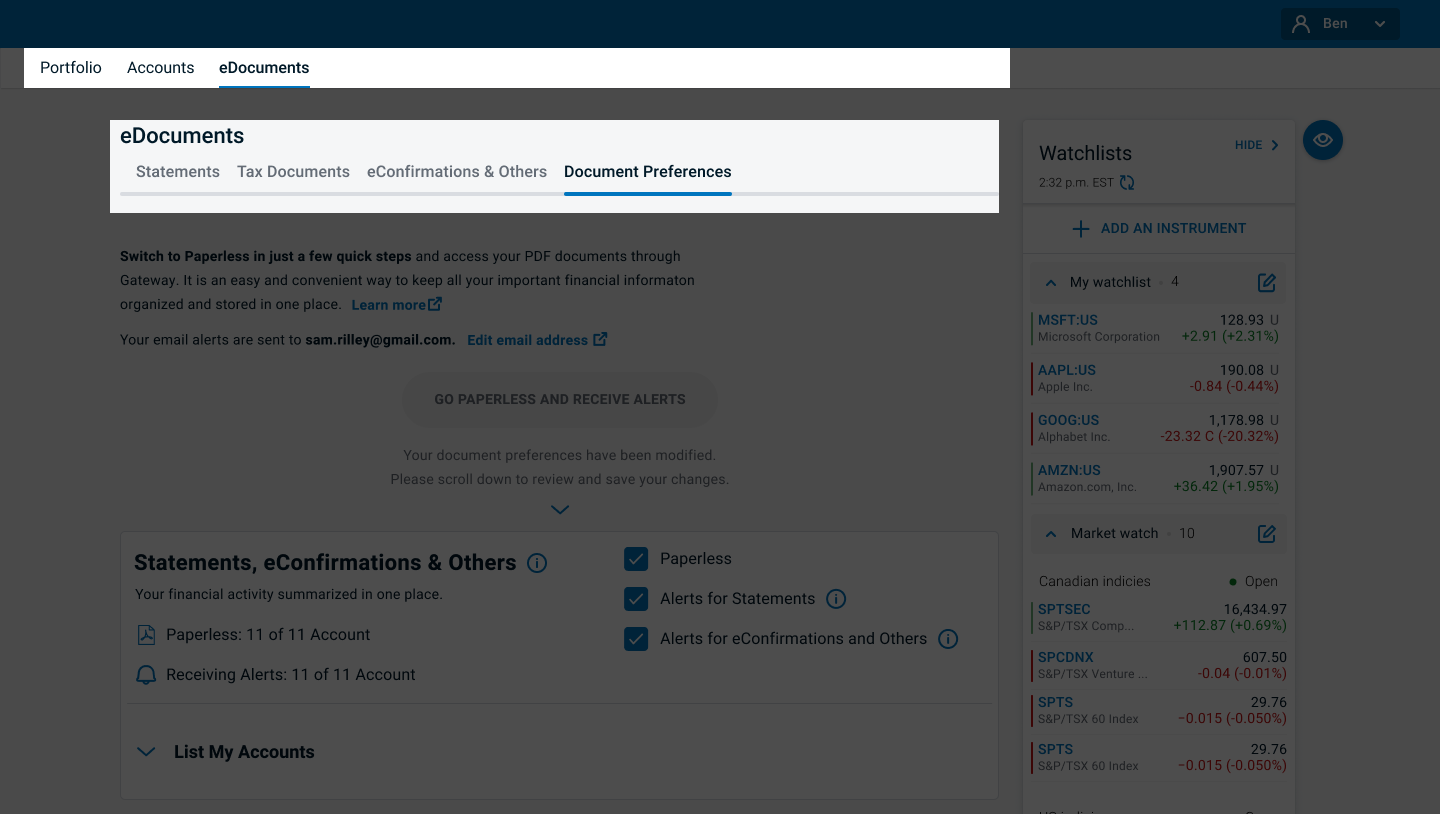 Ben
Portfolio Accounts eDocuments
eDocuments
Statements Tax Documents eConfirmations & Others Document Preferences
Switch to Paperless in just a few quick steps and access your PDF documents through
Gateway. It is an easy and convenient way to keep all your important financial informaton
organized and stored in one place. Learn more
Your email alerts are sent to sam.rilley@gmail.com. Edit email address
GO PAPERLESS AND RECEIVE ALERTS
Your document preferences have been modified.
Please scroll down to review and save your changes.
Statements, eConfirmations & Others
Your financial activity summarized in one place.
Paperless: 11 of 11 Account
Receiving Alerts: 11 of 11 Account
Paperless
Alerts for Statements
Alerts for eConfirmations and Others
List My Accounts
Watchlists
HIDE
2:32 p.m. EST
ADD AN INSTRUMENT
My watchlist · 4
MSFT:US 128.93 U
Microsoft Corporation +2.91 (+2.31%)
AAPL:US 190.08 U
Apple Inc. -0.84 (-0.44%)
GOOG:US 1,178.98 U
Alphabet Inc. -23.32 C (-20.32%)
AMZN:US 1,907.57 U
Amazon.com, Inc. +36.42 (+1.95%)
Market watch · 10
Canadian indicies Open
SPTSEC 16,434.97
S&P/TSX Comp... +112.87 (+0.69%)
SPCDNX 607.50
S&P/TSX Venture ... -0.04 (-0.01%)
SPTS 29.76
S&P/TSX 60 Index −0.015 (-0.050%)
SPTS 29.76
S&P/TSX 60 Index −0.015 (-0.050%)